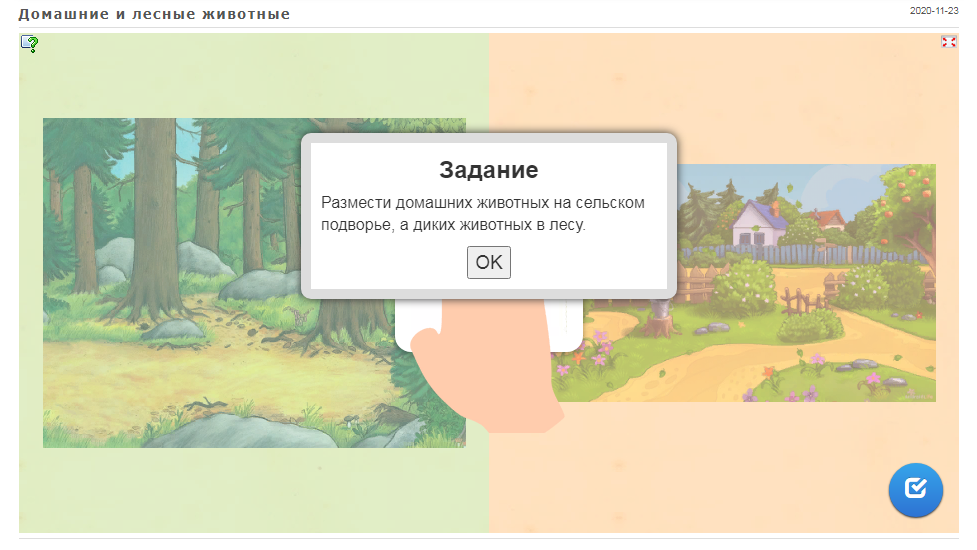 Домашние и лесные животные
2020-11-23
Задание
Размести домашних животных на сельском
подворье, а диких животных в лесу.
OK